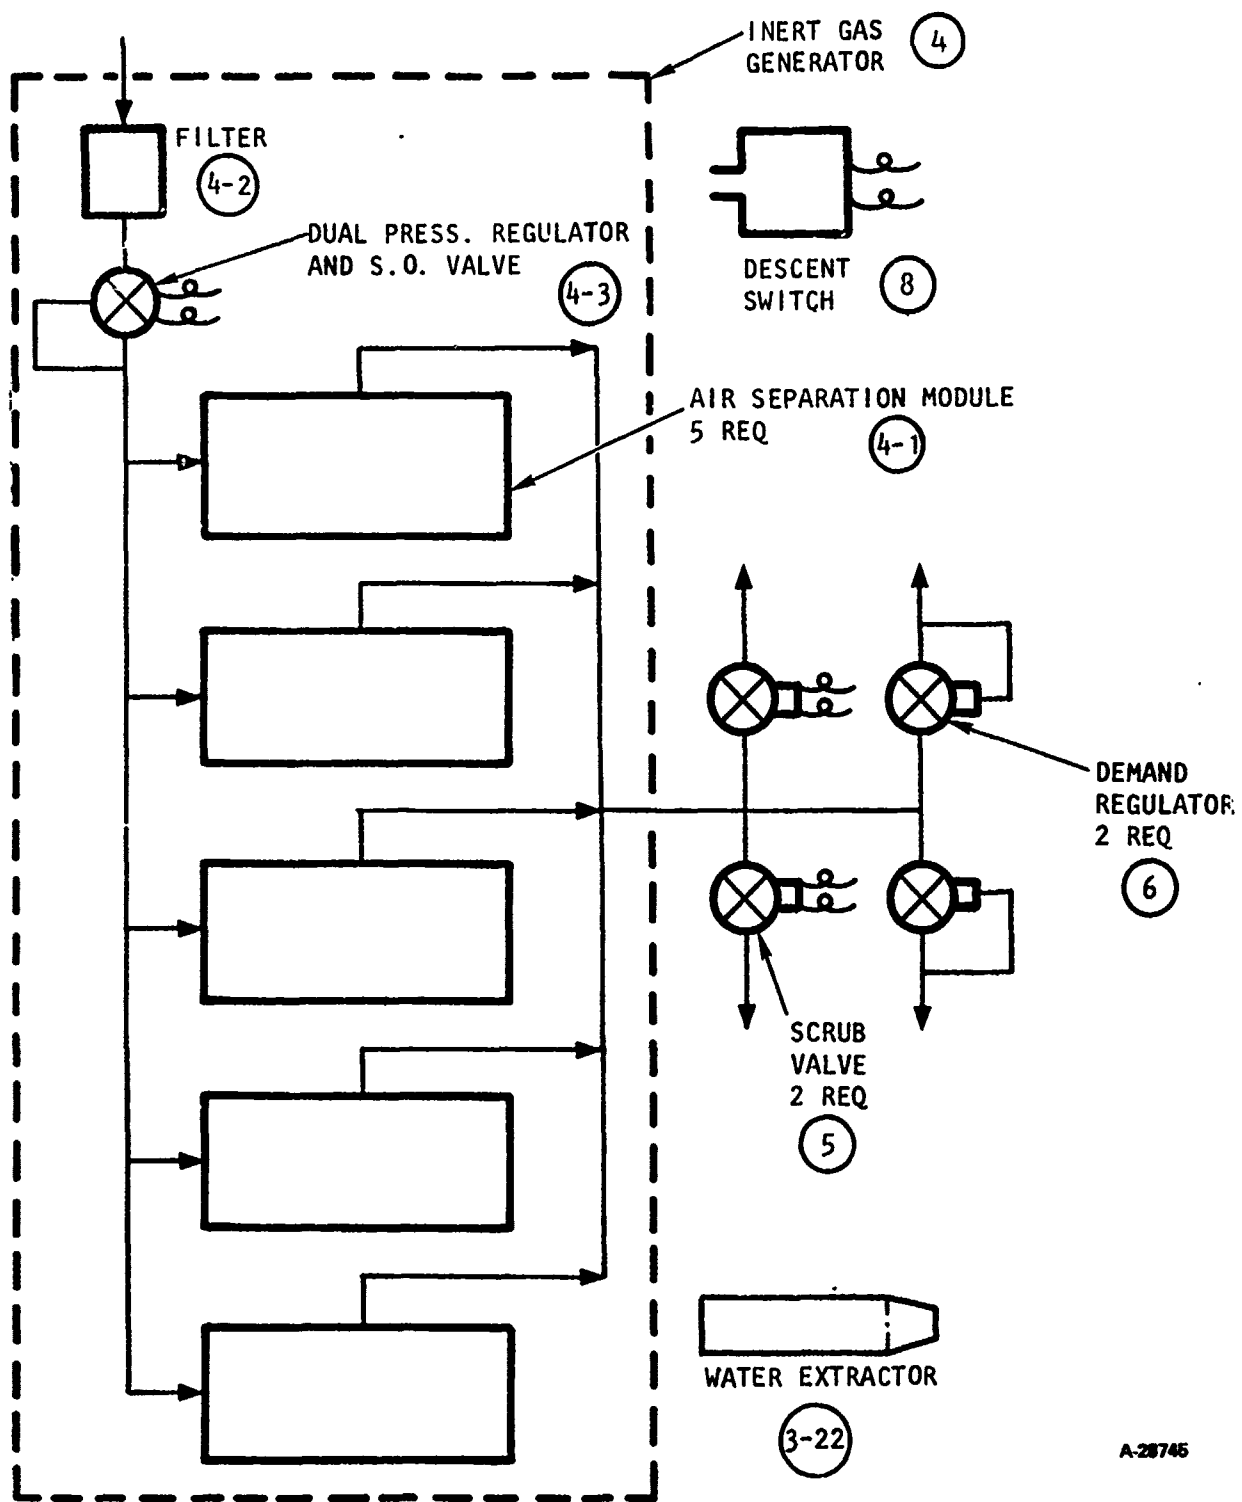 INERT GAS
GENERATOR
4
FILTER
4-2
DUAL PRESS. REGULATOR
AND S.O. VALVE
4-3
DESCENT
SWITCH
8
AIR SEPARATION MODULE
5 REQ
4-1
DEMAND
REGULATOR
2 REQ
6
SCRUB
VALVE
2 REQ
5
WATER EXTRACTOR
3-22
A-28745